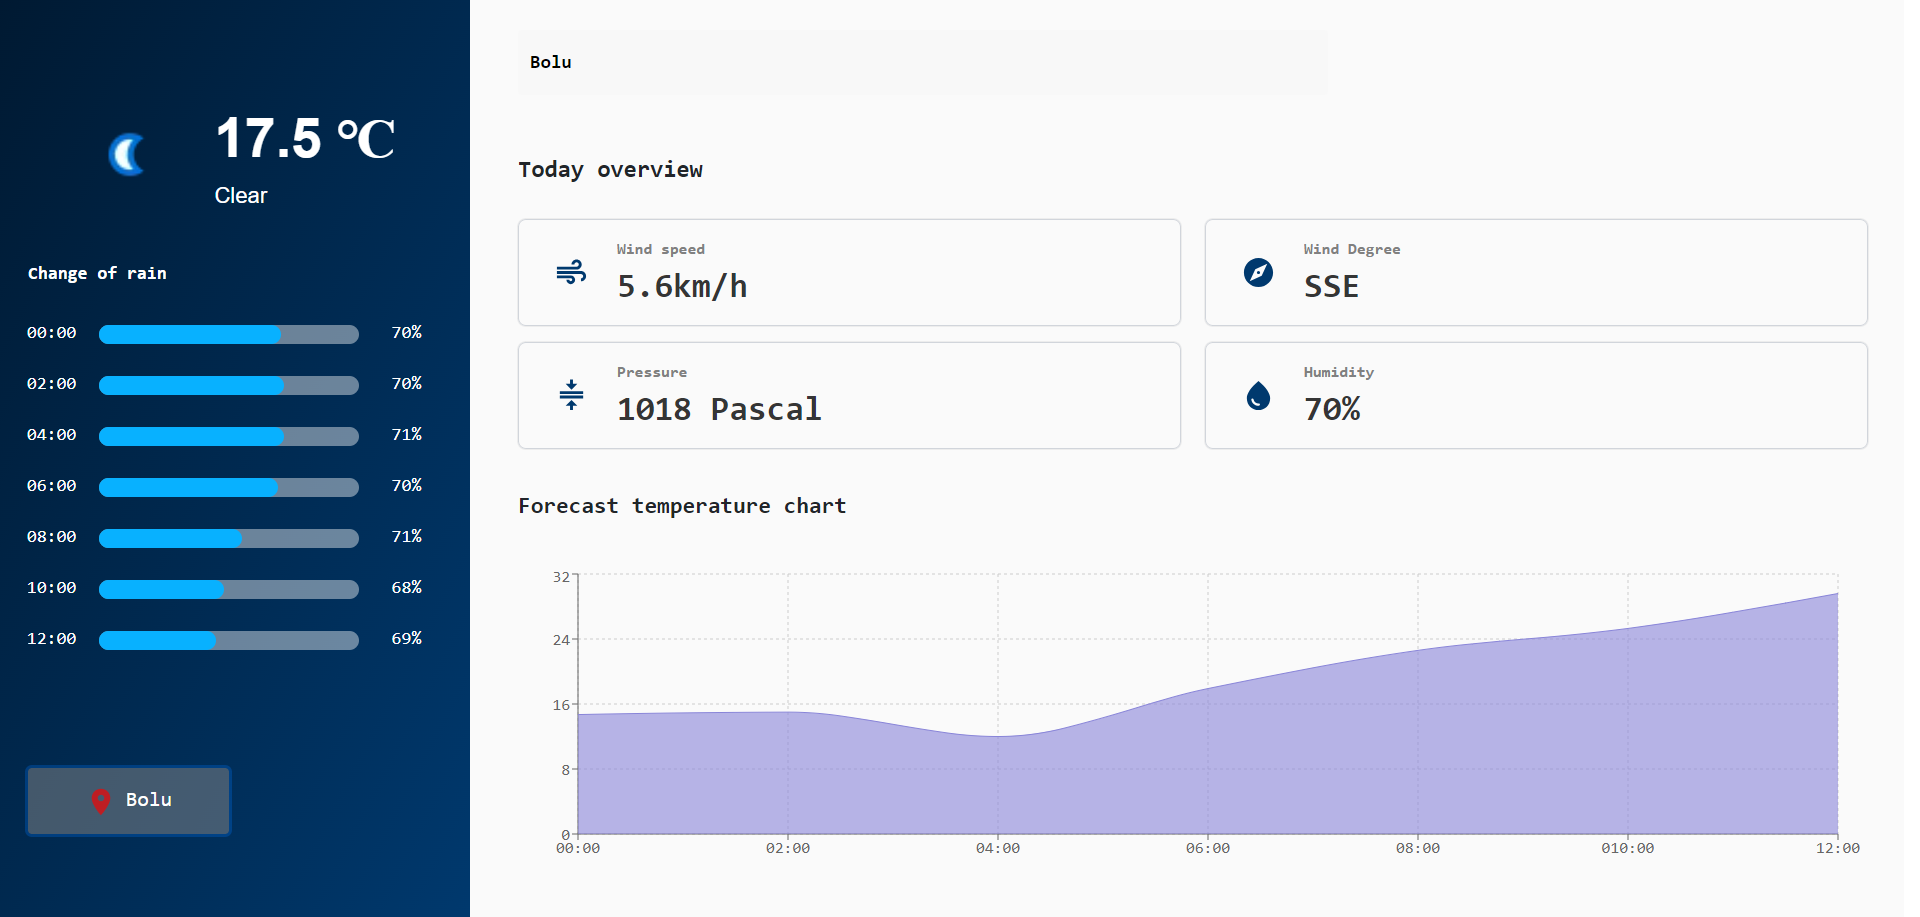 17.5 °C
Clear
Change of rain
00:00 70%
02:00 70%
04:00 71%
06:00 70%
08:00 71%
10:00 68%
12:00 69%
Bolu
Bolu
Today overview
Wind speed
5.6km/h
Wind Degree
SSE
Pressure
1018 Pascal
Humidity
70%
Forecast temperature chart
32
24
16
8
0
00:00 02:00 04:00 06:00 08:00 010:00 12:00